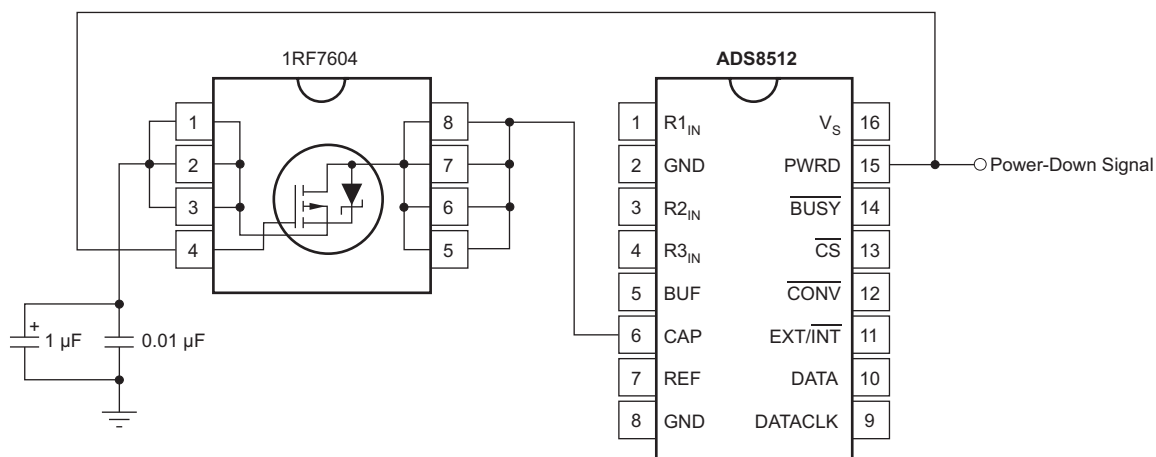 1RF7604
ADS8512
1
2
3
4
8
7
6
5
+
1 µF
0.01 µF
1 R1IN
2 GND
3 R2IN
4 R3IN
5 BUF
6 CAP
7 REF
8 GND
VS 16
PWRD 15
BUSY 14
CS 13
CONV 12
EXT/INT 11
DATA 10
DATACLK 9
Power-Down Signal